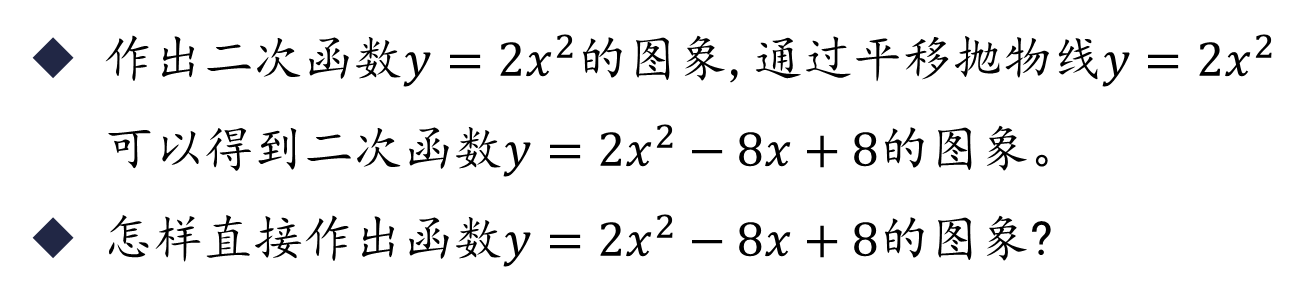 ◆ 作出二次函数y = 2x²的图象,通过平移抛物线y = 2x²
可以得到二次函数y = 2x² − 8x + 8的图象。
◆ 怎样直接作出函数y = 2x² − 8x + 8的图象?